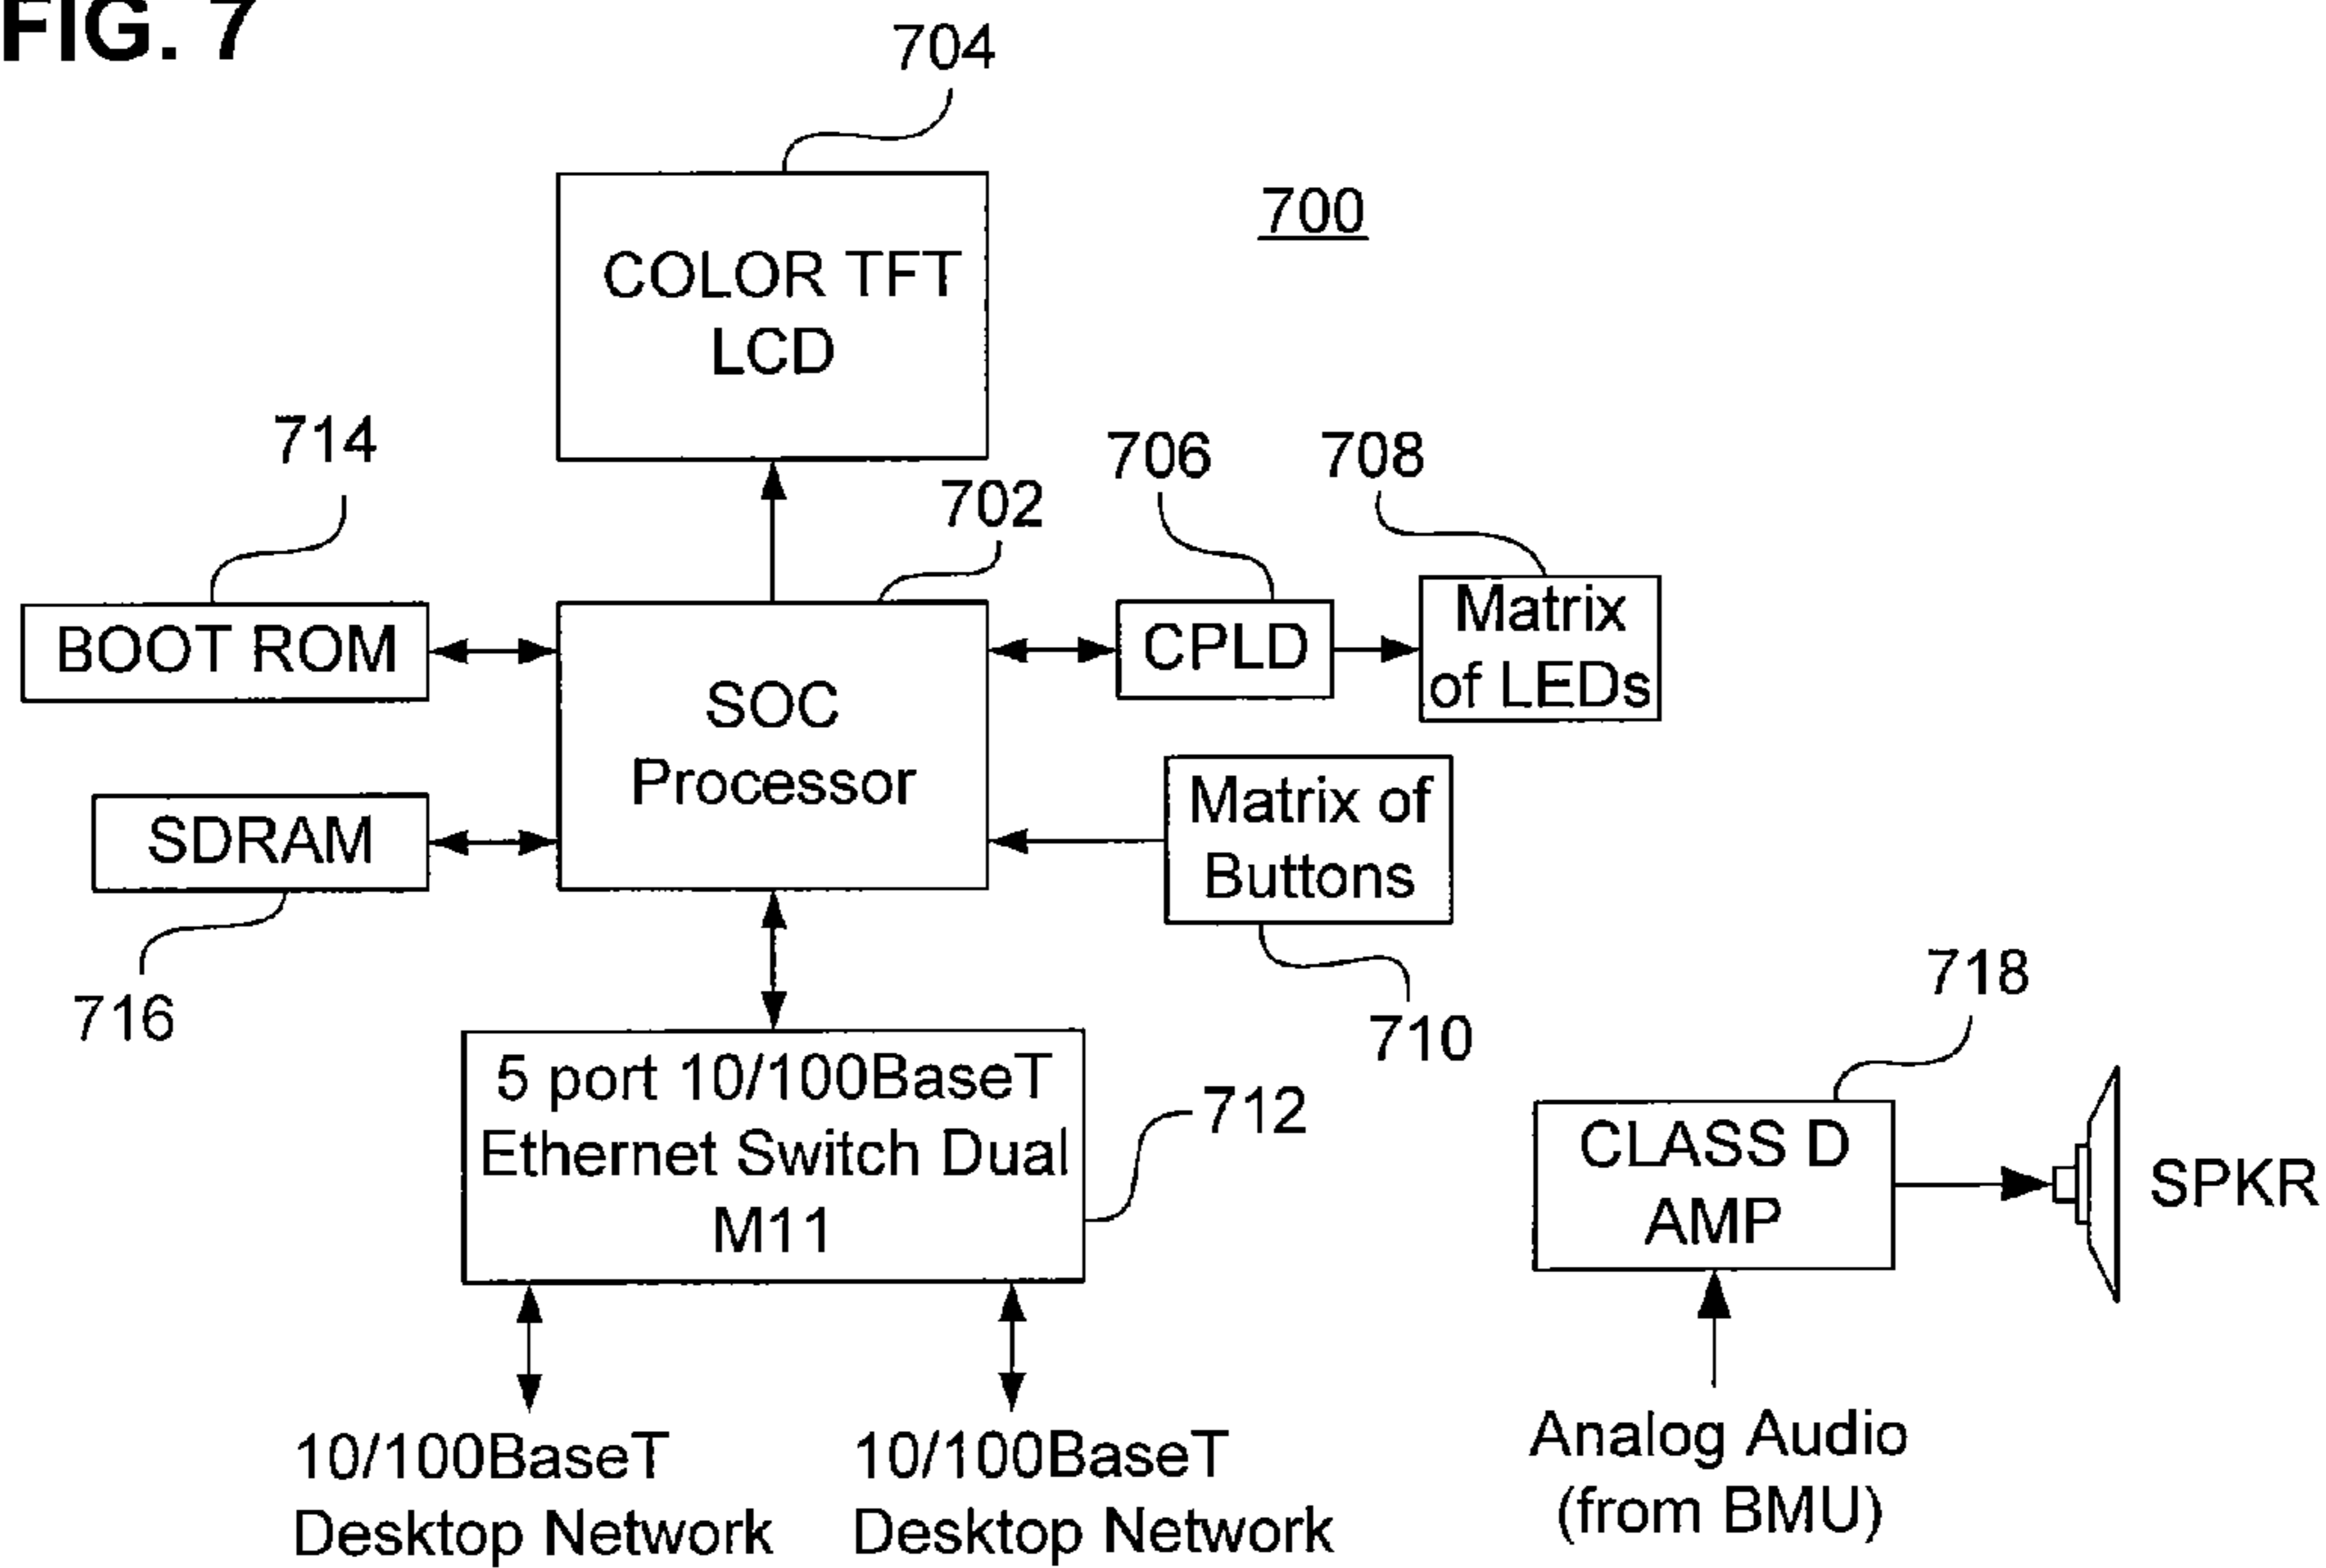 FIG. 7
704
700
COLOR TFT
LCD
714
702
706
708
BOOT ROM
SOC
Processor
CPLD
Matrix
of LEDs
SDRAM
Matrix of
Buttons
716
710
718
5 port 10/100BaseT
Ethernet Switch Dual
M11
712
CLASS D
AMP
SPKR
10/100BaseT
Desktop Network
10/100BaseT
Desktop Network
Analog Audio
(from BMU)